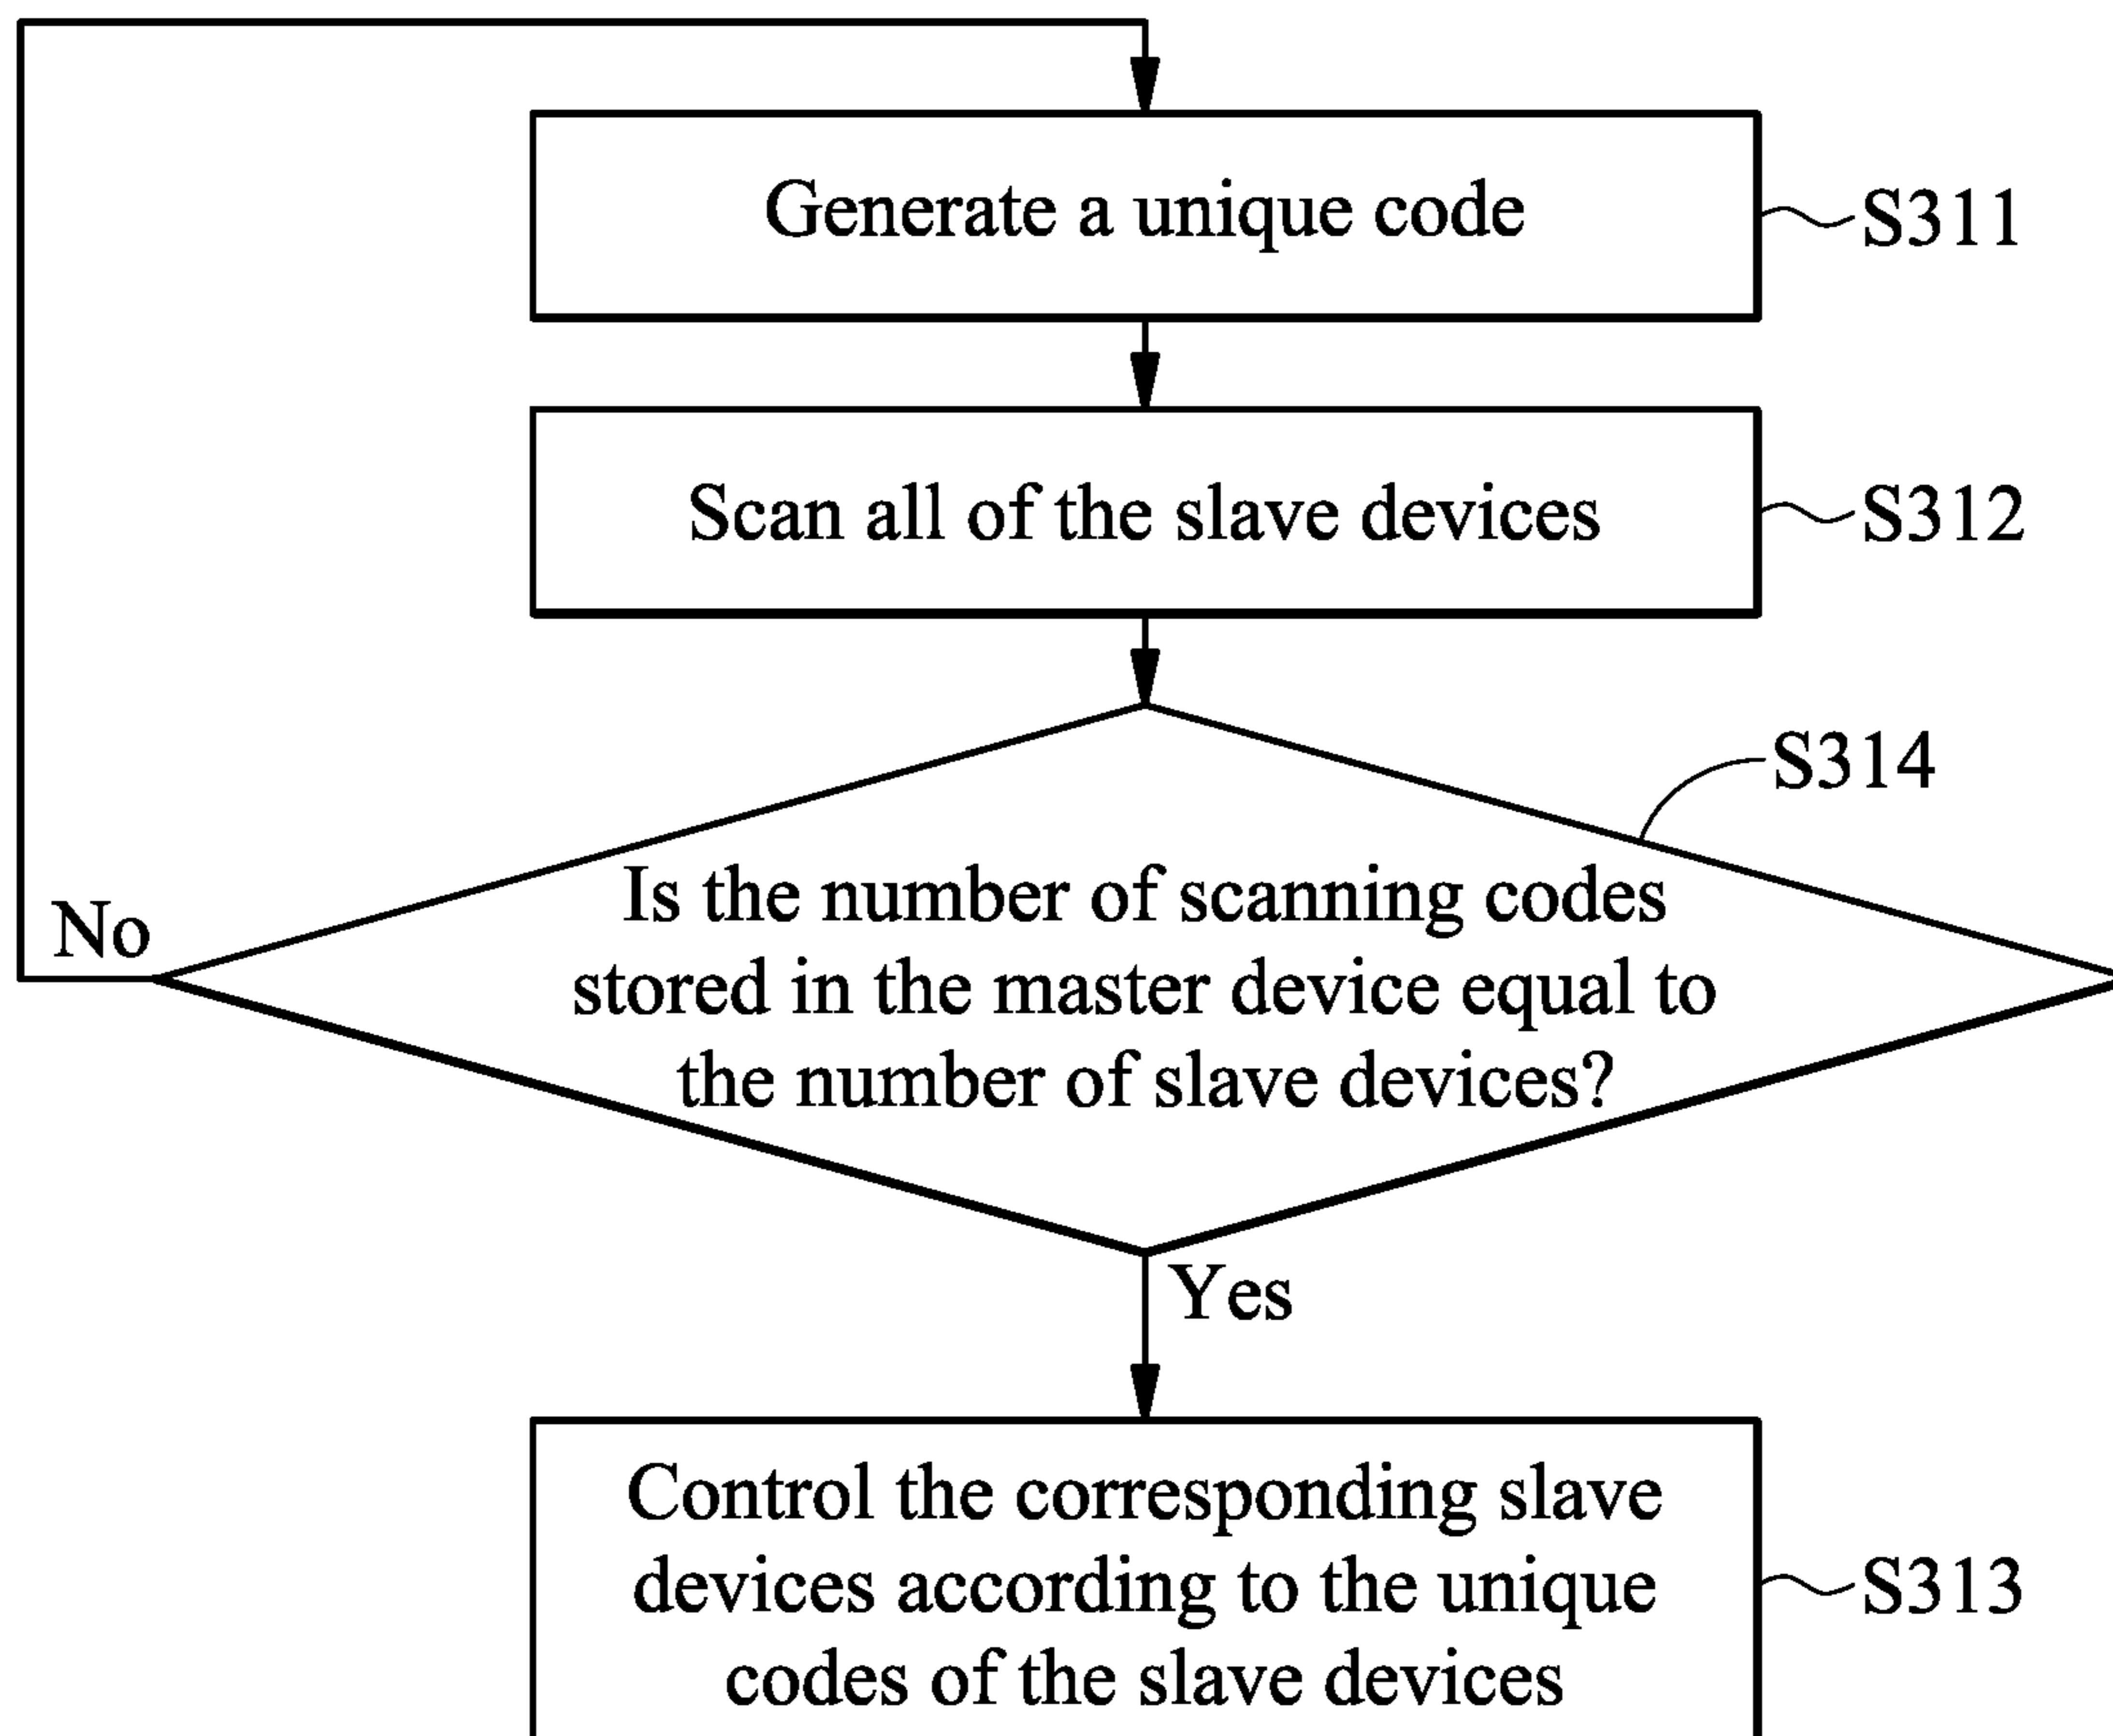 Generate a unique code
S311
Scan all of the slave devices
S312
S314
Is the number of scanning codes
stored in the master device equal to
the number of slave devices?
No
Yes
Control the corresponding slave
devices according to the unique
codes of the slave devices
S313